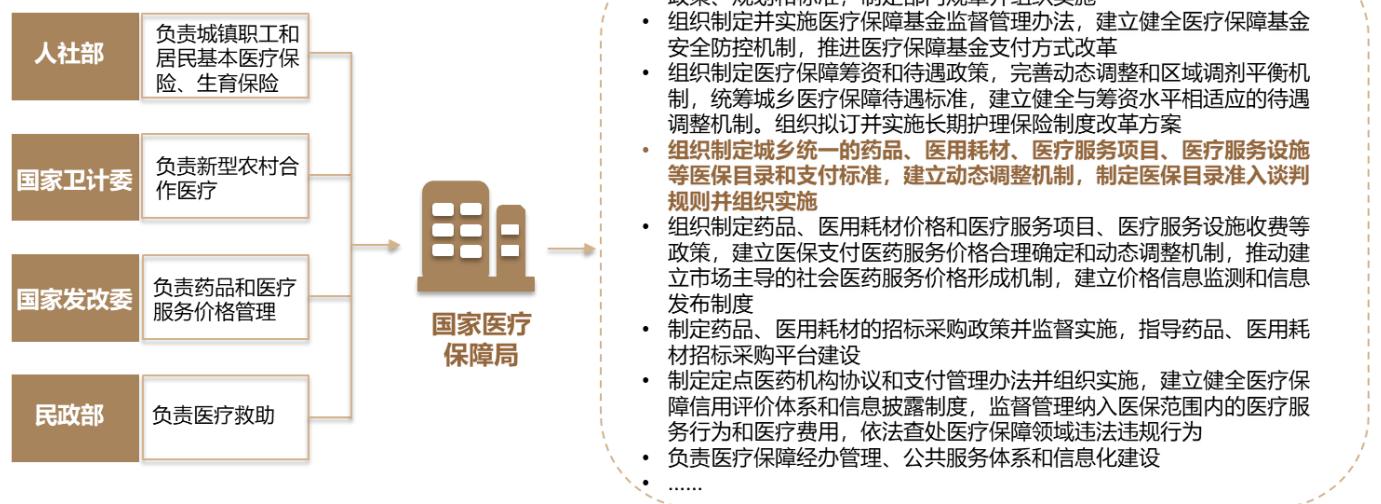 人社部
负责城镇职工和
居民基本医疗保
险、生育保险
国家卫计委
负责新型农村合
作医疗
国家发改委
负责药品和医疗
服务价格管理
民政部
负责医疗救助
国家医疗
保障局
政策、规划和标准，制定部门规章并组织实施
• 组织制定并实施医疗保障基金监督管理办法，建立健全医疗保障基金
安全防控机制，推进医疗保障基金支付方式改革
• 组织制定医疗保障筹资和待遇政策，完善动态调整和区域调剂平衡机
制，统筹城乡医疗保障待遇标准，建立健全与筹资水平相适应的待遇
调整机制。组织拟订并实施长期护理保险制度改革方案
• 组织制定城乡统一的药品、医用耗材、医疗服务项目、医疗服务设施
等医保目录和支付标准，建立动态调整机制，制定医保目录准入谈判
规则并组织实施
• 组织制定药品、医用耗材价格和医疗服务项目、医疗服务设施收费等
政策，建立医保支付医药服务价格合理确定和动态调整机制，推动建
立市场主导的社会医药服务价格形成机制，建立价格信息监测和信息
发布制度
• 制定药品、医用耗材的招标采购政策并监督实施，指导药品、医用耗
材招标采购平台建设
• 制定定点医药机构协议和支付管理办法并组织实施，建立健全医疗保
障信用评价体系和信息披露制度，监督管理纳入医保范围内的医疗服
务行为和医疗费用，依法查处医疗保障领域违法违规行为
• 负责医疗保障经办管理、公共服务体系和信息化建设
• ......